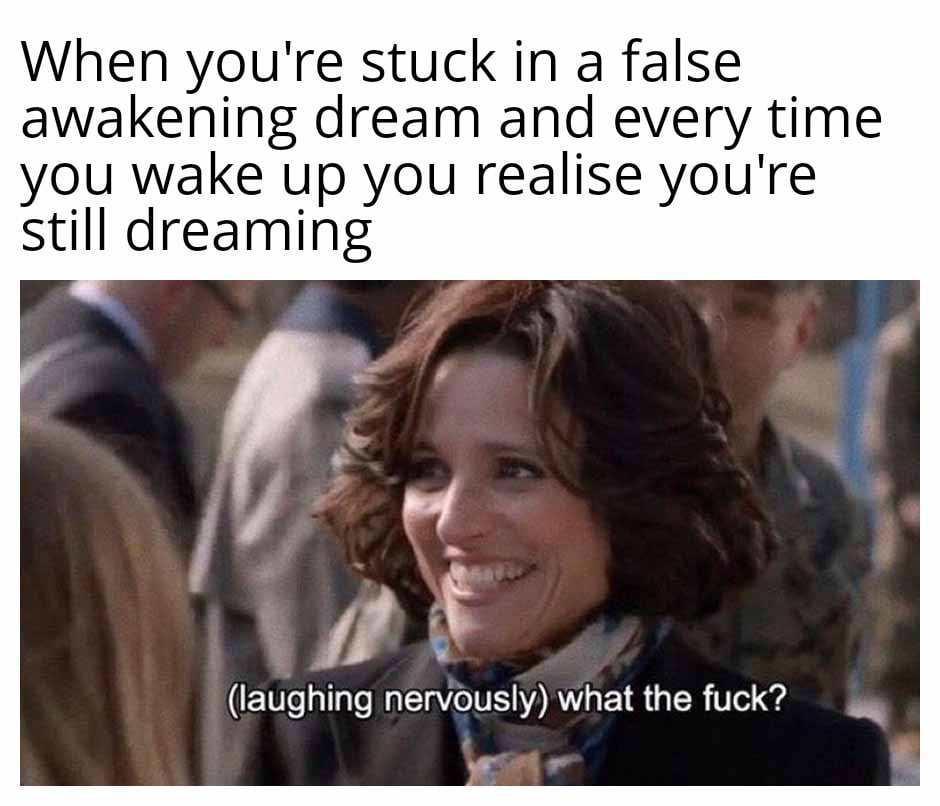 When you're stuck in a false
awakening dream and every time
you wake up you realise you're
still dreaming
(laughing nervously) what the fuck?